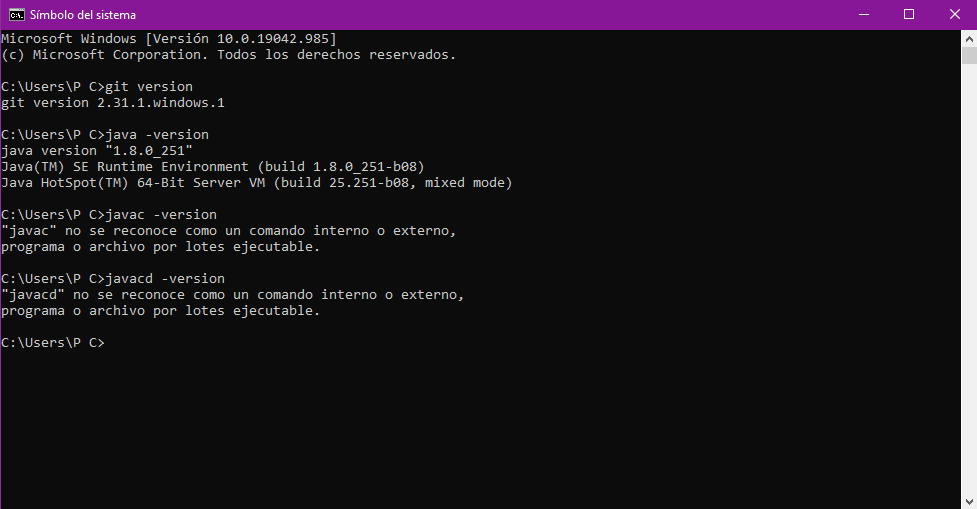 Símbolo del sistema
Microsoft Windows [Versión 10.0.19042.985]
(c) Microsoft Corporation. Todos los derechos reservados.
C:\Users\P C>git version
git version 2.31.1.windows.1
C:\Users\P C>java -version
java version "1.8.0_251"
Java(TM) SE Runtime Environment (build 1.8.0_251-b08)
Java HotSpot(TM) 64-Bit Server VM (build 25.251-b08, mixed mode)
C:\Users\P C>javac -version
"javac" no se reconoce como un comando interno o externo,
programa o archivo por lotes ejecutable.
C:\Users\P C>javacd -version
"javacd" no se reconoce como un comando interno o externo,
programa o archivo por lotes ejecutable.
C:\Users\P C>